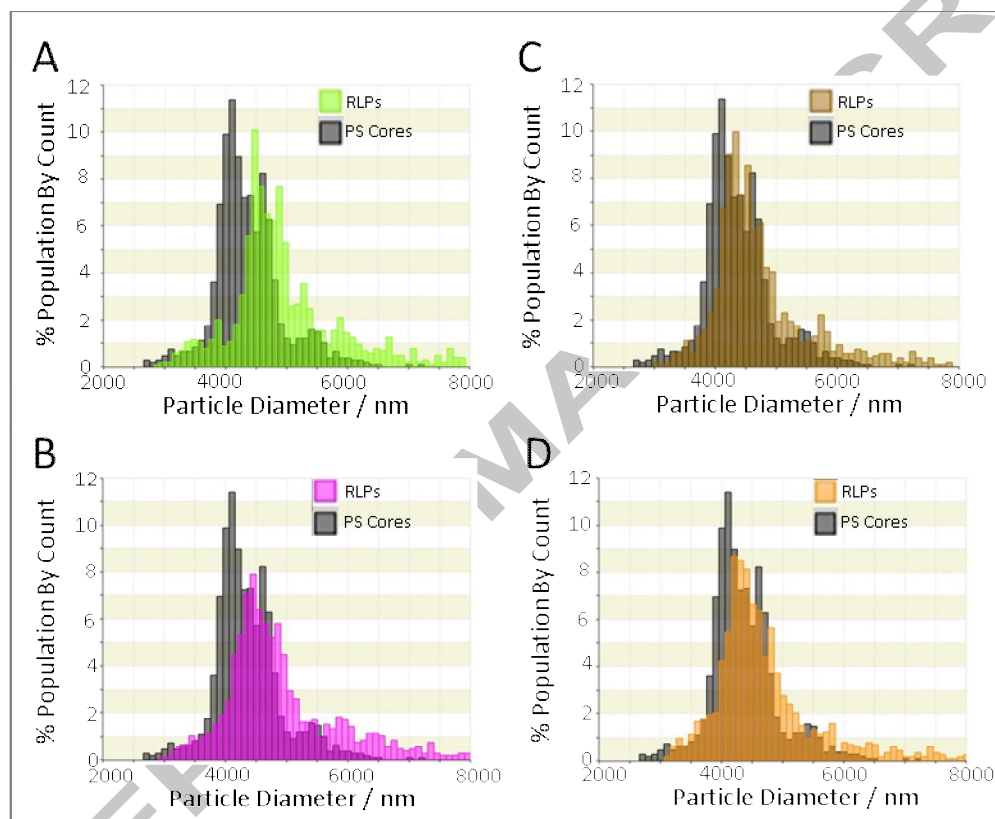 A
% Population By Count
12
10
8
6
4
2
0
RLPs
PS Cores
2000 4000 6000 8000
Particle Diameter / nm
C
% Population By Count
12
10
8
6
4
2
0
RLPs
PS Cores
2000 4000 6000 8000
Particle Diameter / nm
B
% Population By Count
12
10
8
6
4
2
0
RLPs
PS Cores
2000 4000 6000 8000
Particle Diameter / nm
D
% Population By Count
12
10
8
6
4
2
0
RLPs
PS Cores
2000 4000 6000 8000
Particle Diameter / nm